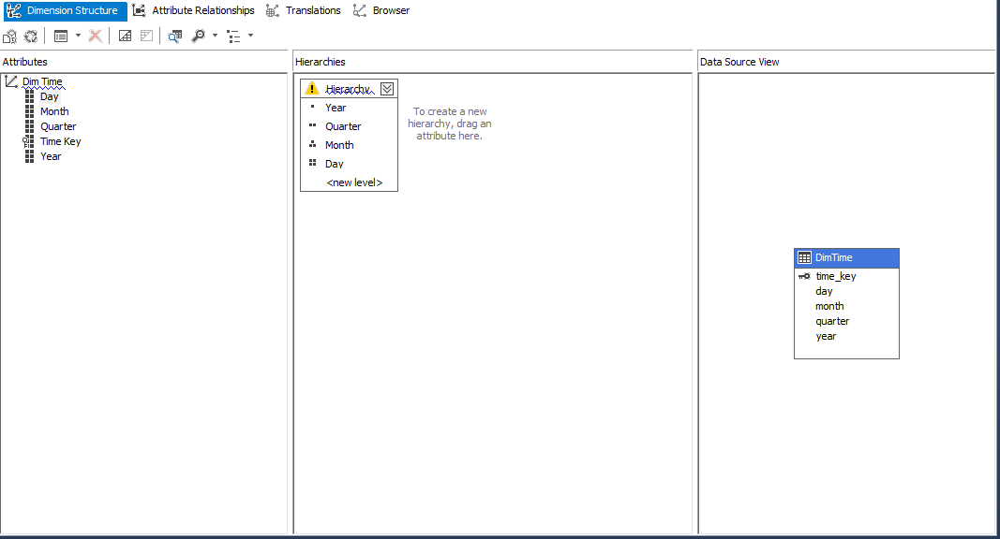 Dimension Structure Attribute Relationships Translations Browser
Attributes
Dim Time
Day
Month
Quarter
Time Key
Year
Hierarchies
Hierarchy
Year
Quarter
Month
Day
<new level>
To create a new
hierarchy, drag an
attribute here.
Data Source View
DimTime
time_key
day
month
quarter
year